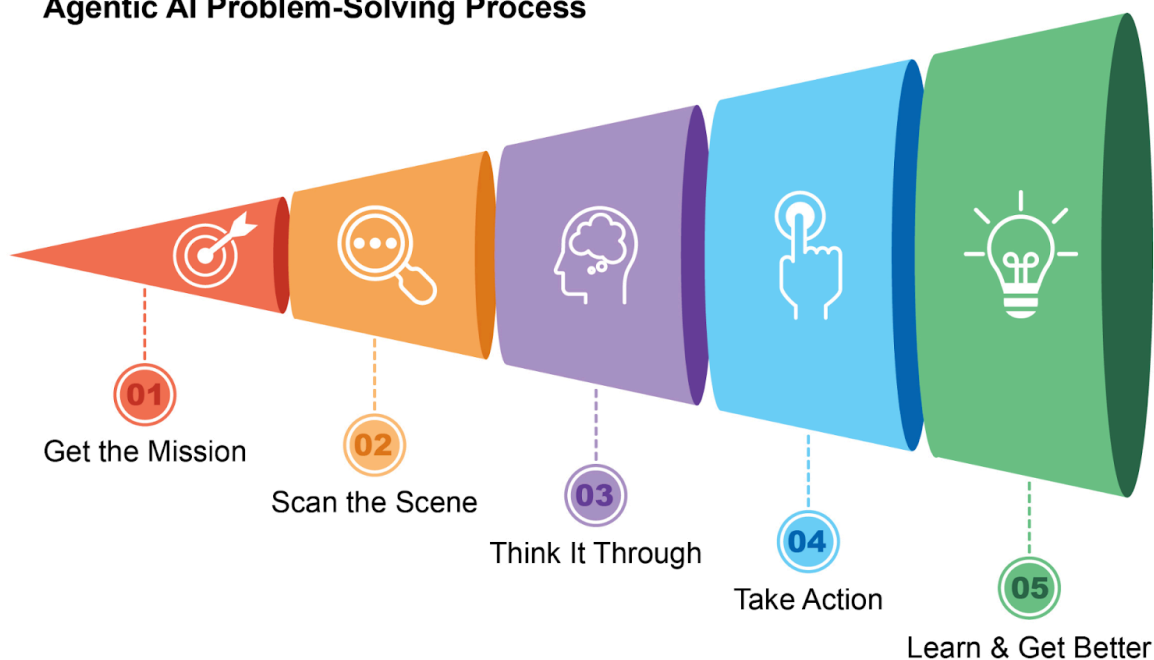 Agentic AI Problem-Solving Process
01
Get the Mission
02
Scan the Scene
03
Think It Through
04
Take Action
05
Learn & Get Better